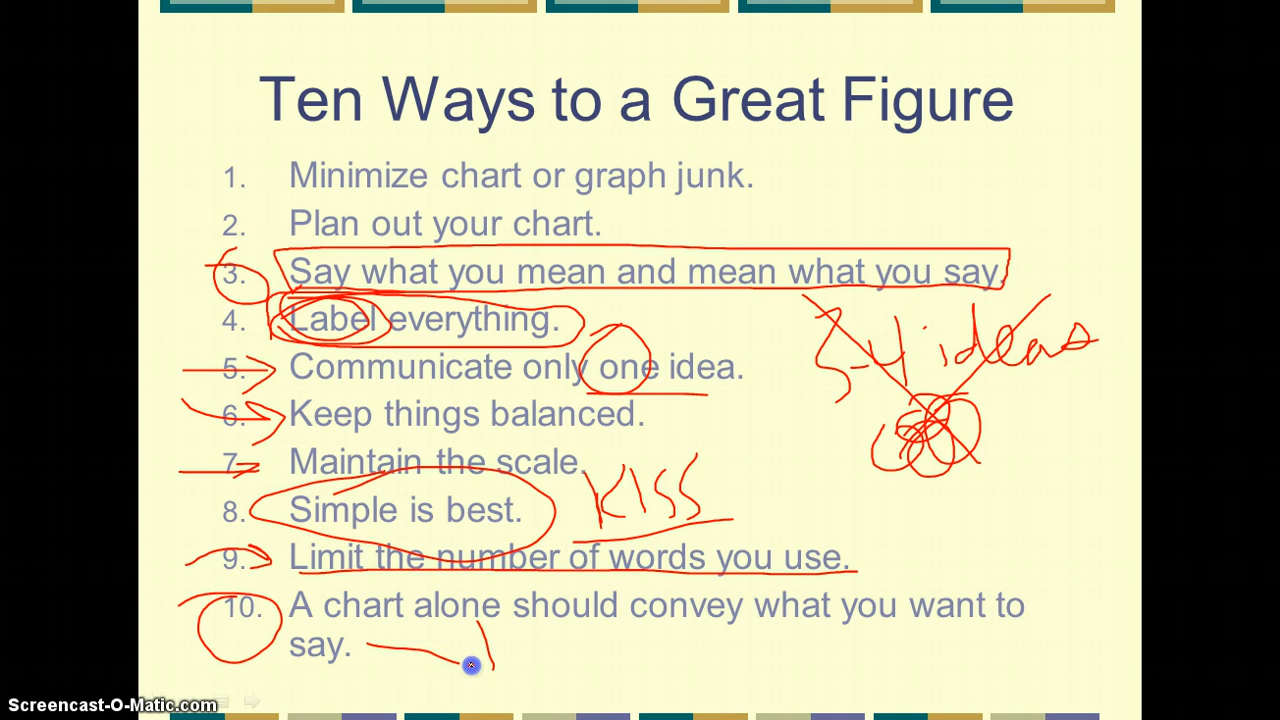 Ten Ways to a Great Figure
1. Minimize chart or graph junk.
2. Plan out your chart.
3. Say what you mean and mean what you say.
4. Label everything.
3-4 ideas
5. Communicate only one idea.
6. Keep things balanced.
7. Maintain the scale.
KISS
8. Simple is best.
9. Limit the number of words you use.
10. A chart alone should convey what you want to
say.
Screencast-O-Matic.com